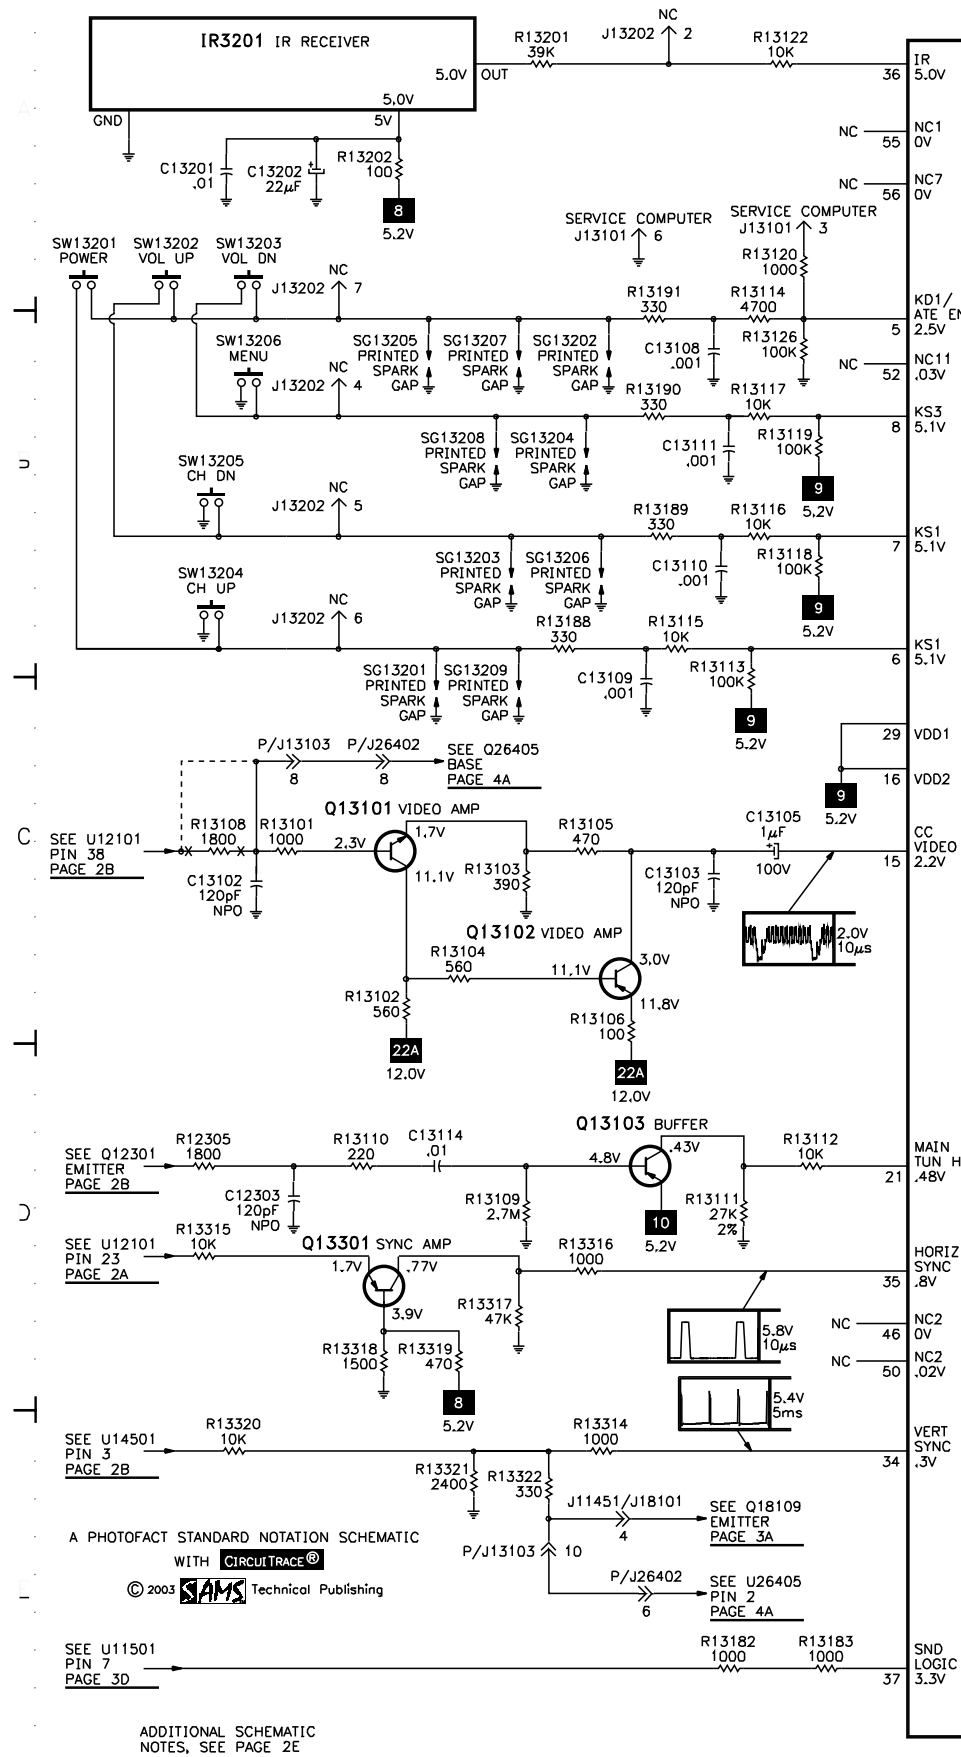 IR3201 IR RECEIVER
5.0V
OUT
5.0V
5V
GND
R13201
39K
NC
J13202 2
R13122
10K
36
IR
5.0V
NC
55
NC1
0V
NC
56
NC7
0V
C13201
.01
C13202
22µF
R13202
100
8
5.2V
SERVICE COMPUTER
J13101 6
SERVICE COMPUTER
J13101 3
R13120
1000
SW13201
POWER
SW13202
VOL UP
SW13203
VOL DN
NC
J13202 7
R13191
330
R13114
4700
KD1/
ATE EN
5
2.5V
SW13206
MENU
SG13205
PRINTED
SPARK
GAP
SG13207
PRINTED
SPARK
GAP
SG13202
PRINTED
SPARK
GAP
C13108
.001
R13126
100K
NC
52
NC11
.03V
NC
J13202 4
R13190
330
R13117
10K
8
KS3
5.1V
SG13208
PRINTED
SPARK
GAP
SG13204
PRINTED
SPARK
GAP
C13111
.001
R13119
100K
9
5.2V
SW13205
CH DN
NC
J13202 5
R13189
330
R13116
10K
7
KS1
5.1V
SG13203
PRINTED
SPARK
GAP
SG13206
PRINTED
SPARK
GAP
C13110
.001
R13118
100K
9
5.2V
SW13204
CH UP
NC
J13202 6
R13188
330
R13115
10K
6
KS1
5.1V
SG13201
PRINTED
SPARK
GAP
SG13209
PRINTED
SPARK
GAP
C13109
.001
R13113
100K
9
5.2V
29
VDD1
16
VDD2
9
5.2V
P/J13103
8
P/J26402
8
SEE Q26405
BASE
PAGE 4A
C
SEE U12101
PIN 38
PAGE 2B
R13108
1800
R13101
1000
C13102
120pF
NPO
Q13101 VIDEO AMP
2.3V
1.7V
11.1V
R13103
390
R13105
470
C13103
120pF
NPO
C13105
1µF
100V
15
CC
VIDEO
2.2V
2.0V
10µs
Q13102 VIDEO AMP
R13104
560
11.1V
3.0V
11.8V
R13102
560
22A
12.0V
R13106
100
22A
12.0V
SEE Q12301
EMITTER
PAGE 2B
R12305
1800
R13110
220
C13114
.01
C12303
120pF
NPO
Q13103 BUFFER
4.8V
.43V
R13109
2.7M
10
5.2V
R13111
27K
2%
R13112
10K
21
MAIN
TUN H
.48V
D
SEE U12101
PIN 23
PAGE 2A
R13315
10K
Q13301 SYNC AMP
1.7V
.77V
3.9V
R13316
1000
R13317
47K
35
HORIZ
SYNC
.8V
R13318
1500
R13319
470
8
5.2V
5.8V
10µs
NC
46
NC2
0V
NC
50
NC2
.02V
5.4V
5ms
SEE U14501
PIN 3
PAGE 2B
R13320
10K
R13314
1000
34
VERT
SYNC
.3V
R13321
2400
R13322
330
J11451/J18101
4
SEE Q18109
EMITTER
PAGE 3A
P/J13103 10
P/J26402
6
SEE U26405
PIN 2
PAGE 4A
A PHOTOFACT STANDARD NOTATION SCHEMATIC
WITH CIRCUITRACE®
© 2003 SAMS Technical Publishing
SEE U11501
PIN 7
PAGE 3D
R13182
1000
R13183
1000
37
SND
LOGIC
3.3V
ADDITIONAL SCHEMATIC
NOTES, SEE PAGE 2E